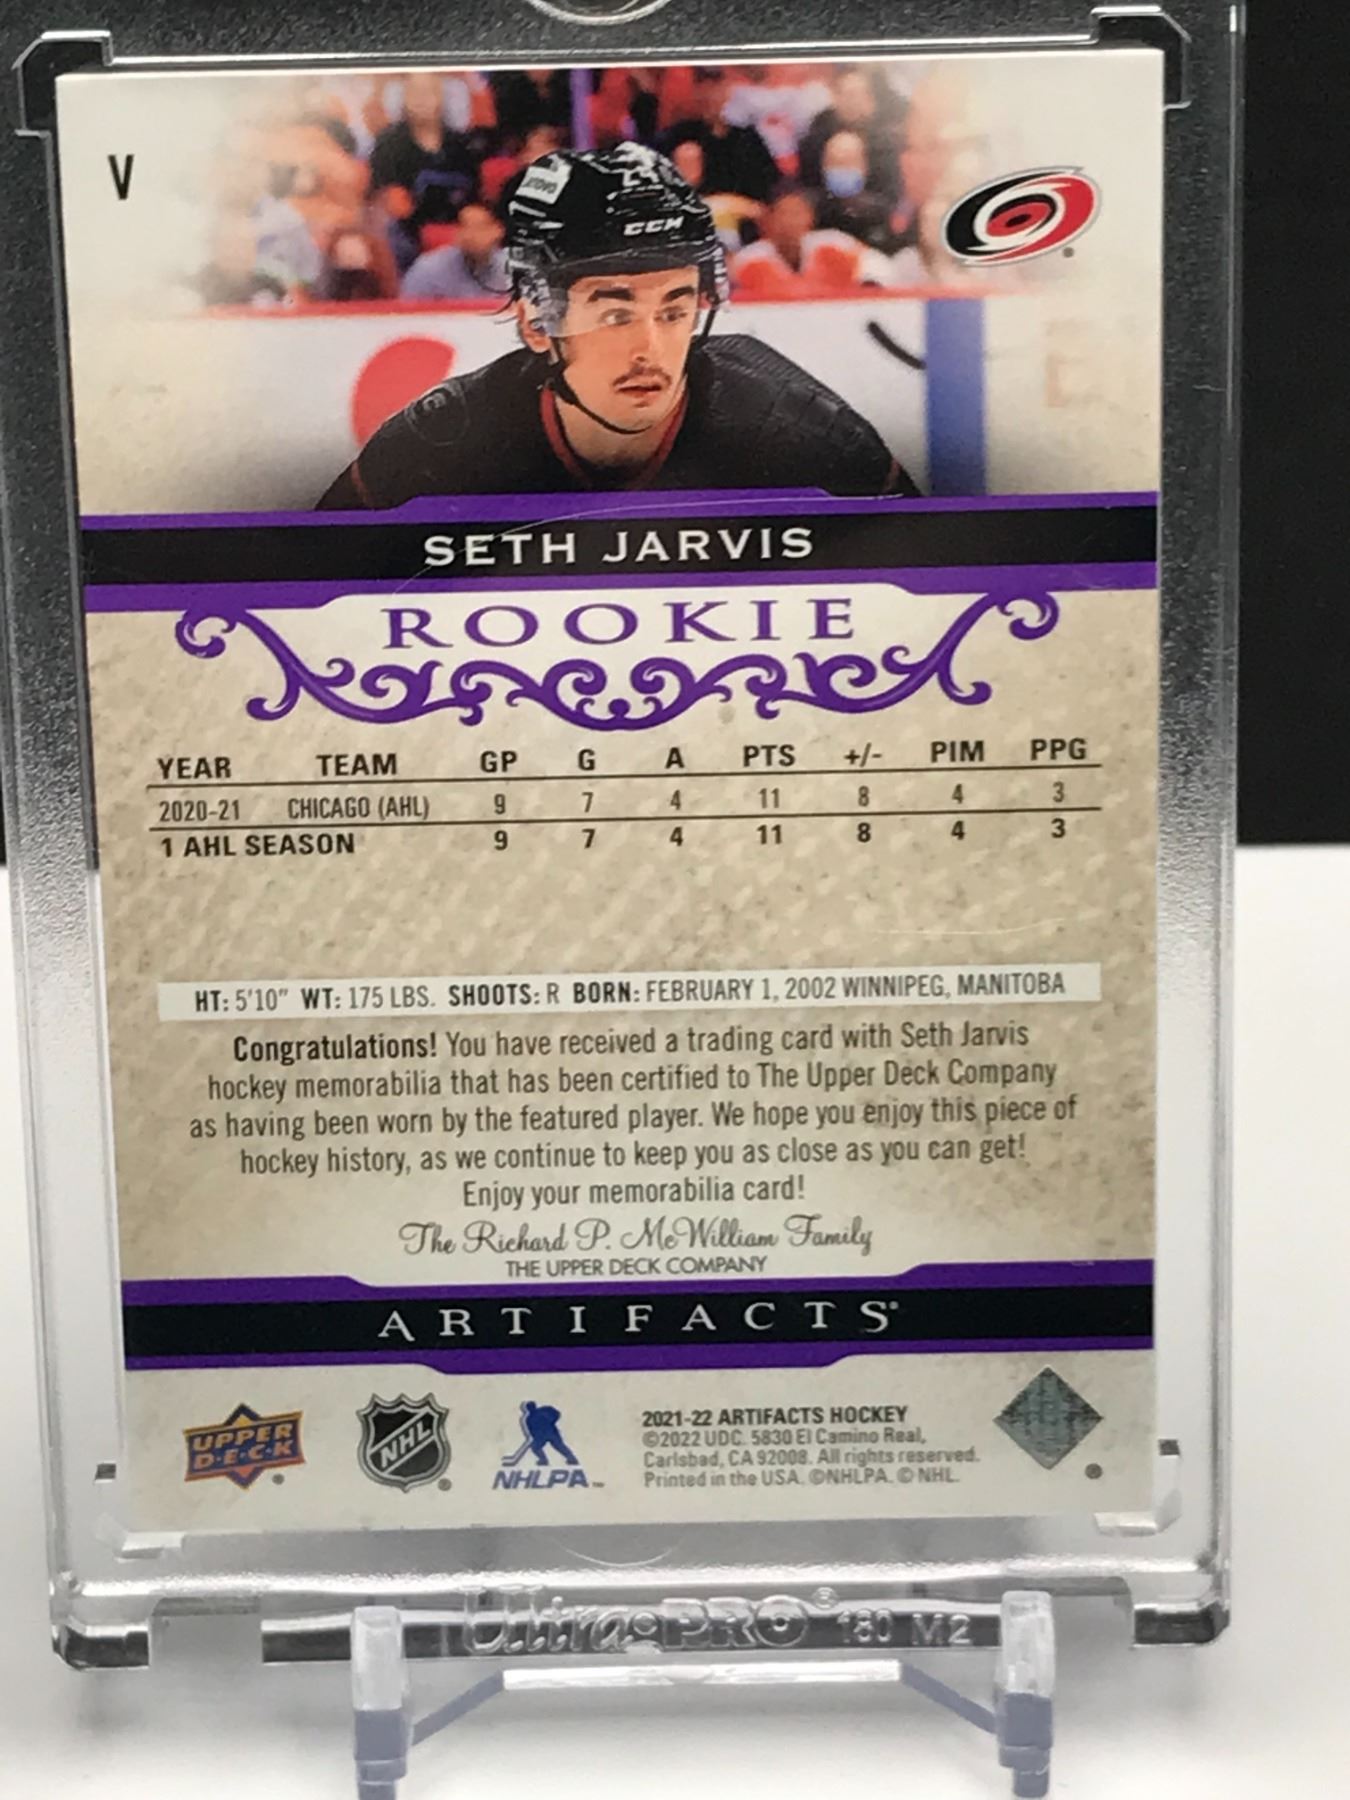 V
Lenovo
CCM
SETH JARVIS
ROOKIE
YEAR TEAM GP G A PTS +/- PIM PPG
2020-21 CHICAGO (AHL) 9 7 4 11 8 4 3
1 AHL SEASON 9 7 4 11 8 4 3
HT: 5'10" WT: 175 LBS. SHOOTS: R BORN: FEBRUARY 1, 2002 WINNIPEG, MANITOBA
Congratulations! You have received a trading card with Seth Jarvis
hockey memorabilia that has been certified to The Upper Deck Company
as having been worn by the featured player. We hope you enjoy this piece of
hockey history, as we continue to keep you as close as you can get!
Enjoy your memorabilia card!
The Richard P. McWilliam Family
THE UPPER DECK COMPANY
ARTIFACTS®
UPPER
D·E·C·K
NHL
NHLPA™
2021-22 ARTIFACTS HOCKEY
©2022 UDC. 5830 El Camino Real,
Carlsbad, CA 92008. All rights reserved.
Printed in the USA. ©NHLPA. © NHL.
Ultra·PRO® 180 M2